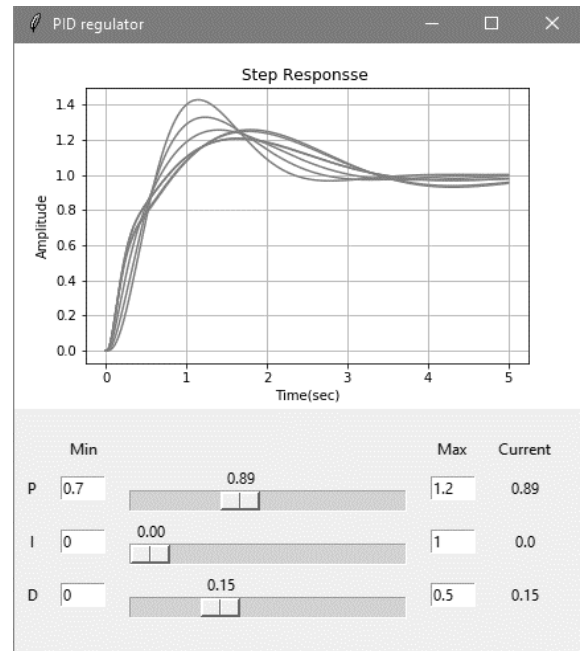 PID regulator
Step Responsse
1.4
1.2
1.0
0.8
0.6
0.4
0.2
0.0
Amplitude
0 1 2 3 4 5
Time(sec)
Min Max Current
0.89
P 0.7 1.2 0.89
0.00
I 0 1 0.0
0.15
D 0 0.5 0.15